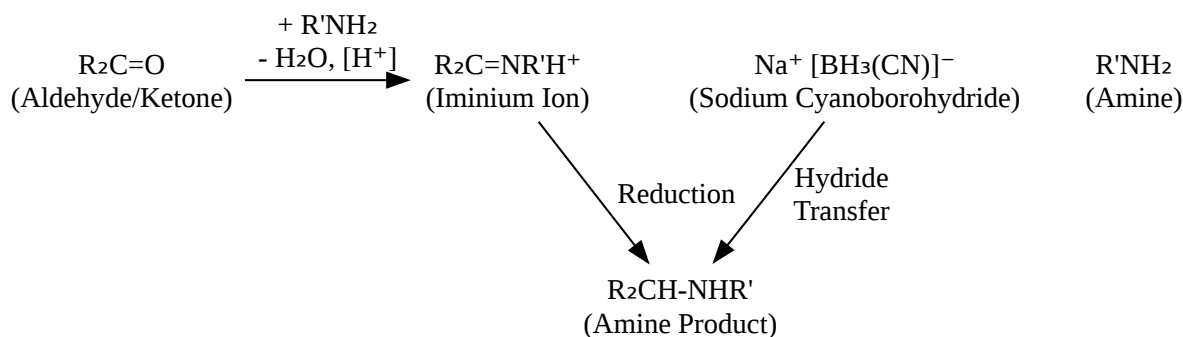 + R'NH₂
- H₂O, [H⁺]
R₂C=O
(Aldehyde/Ketone)
R₂C=NR'H⁺
(Iminium Ion)
Na⁺ [BH₃(CN)]⁻
(Sodium Cyanoborohydride)
R'NH₂
(Amine)
Reduction
Hydride
Transfer
R₂CH-NHR'
(Amine Product)